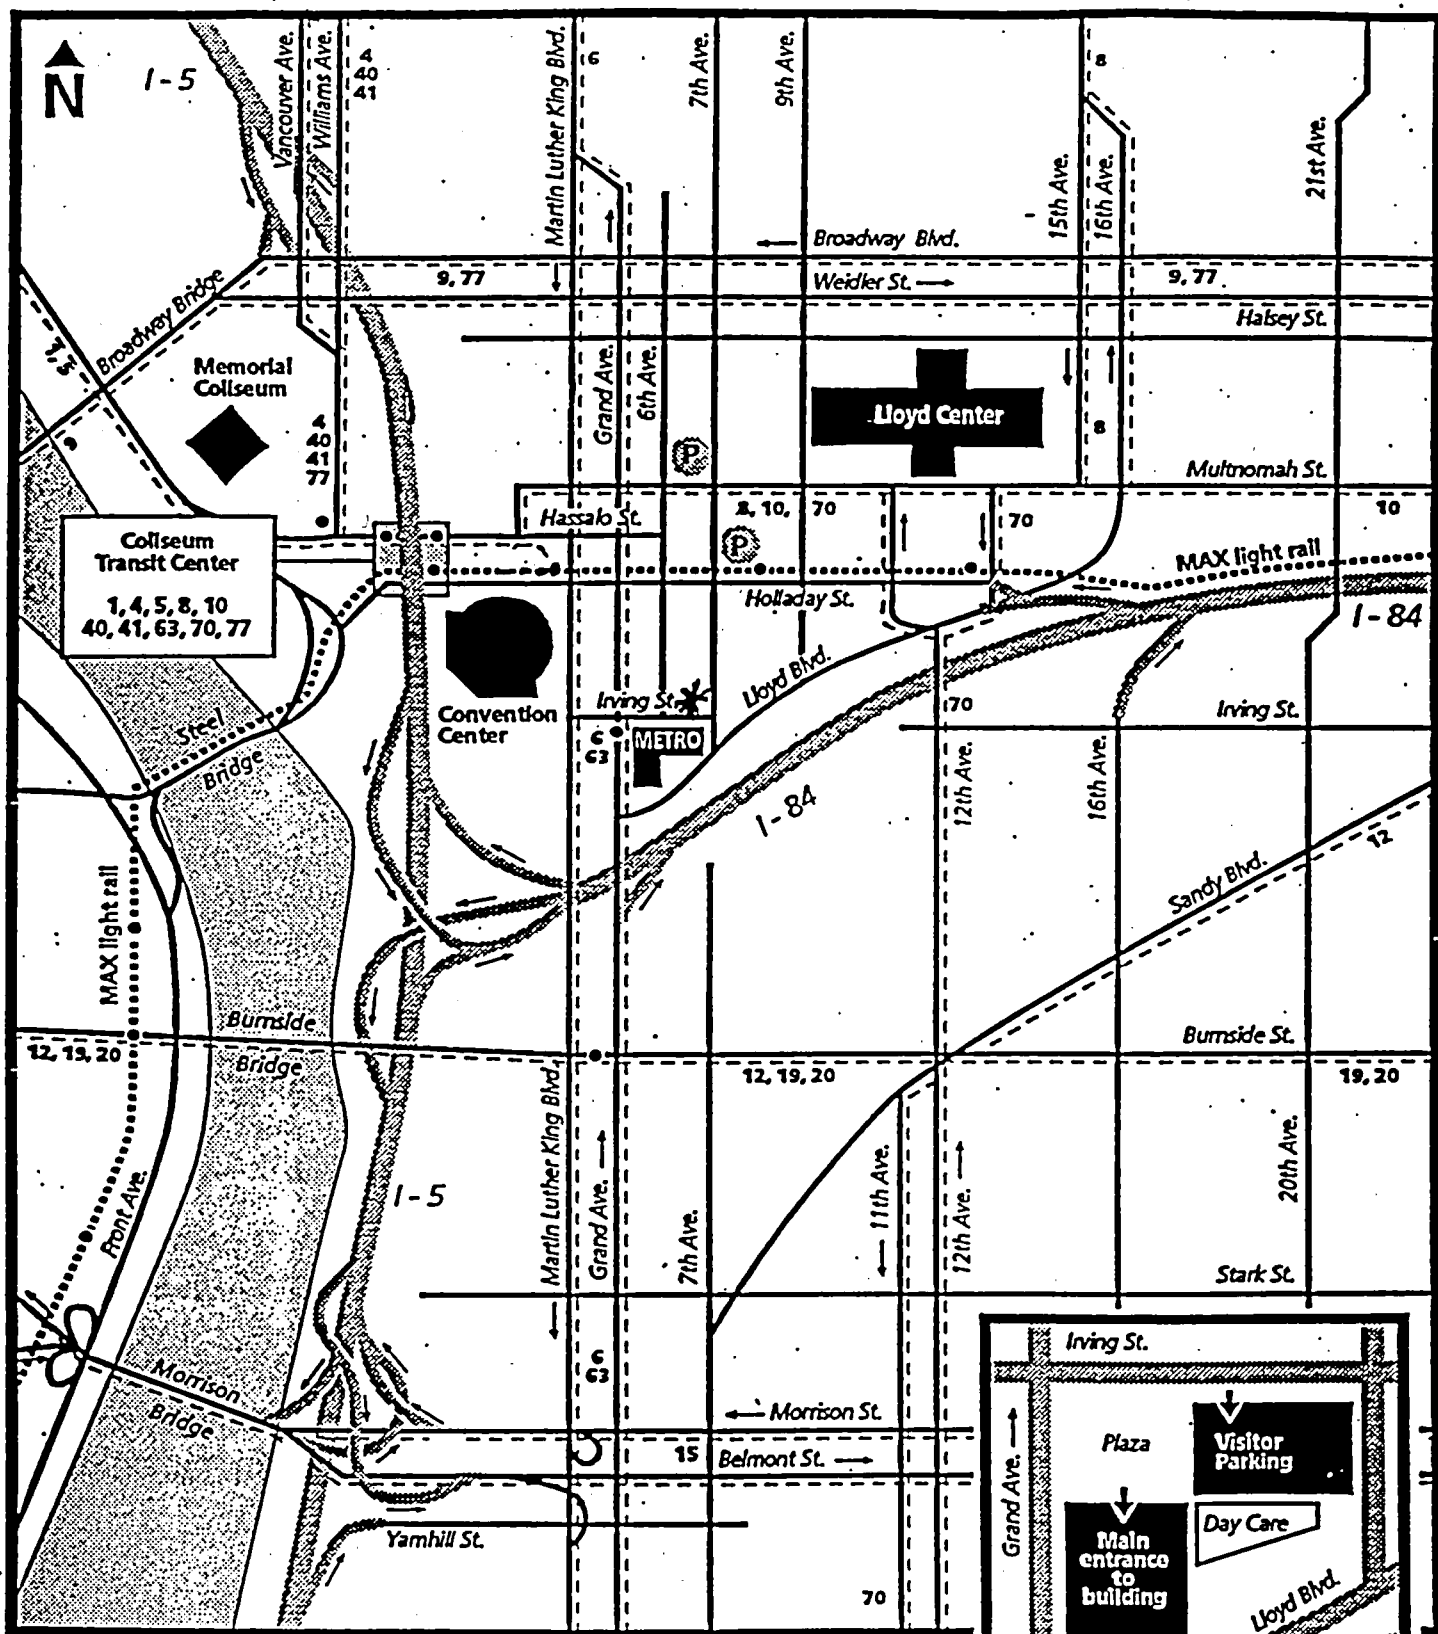 N
I-5
Vancouver Ave.
Williams Ave.
4
40
41
Martin Luther King Blvd.
6
7th Ave.
9th Ave.
8
15th Ave.
16th Ave.
21st Ave.
Broadway Blvd.
9, 77
Weidler St.
9, 77
Halsey St.
Broadway Bridge
1, 5
Memorial
Coliseum
9
4
40
41
77
Grand Ave.
6th Ave.
P
Lloyd Center
8
Multnomah St.
Hassalo St.
8, 10, 70
70
10
P
MAX light rail
Coliseum
Transit Center
1, 4, 5, 8, 10
40, 41, 63, 70, 77
Holladay St.
I-84
Lloyd Blvd.
Convention
Center
Irving St.
METRO
6
63
70
Irving St.
Steel
Bridge
I-84
12th Ave.
16th Ave.
Sandy Blvd.
12
MAX light rail
Burnside
Bridge
12, 19, 20
12, 19, 20
Burnside St.
19, 20
Front Ave.
I-5
Martin Luther King Blvd.
Grand Ave.
7th Ave.
11th Ave.
12th Ave.
20th Ave.
Stark St.
6
63
Morrison
Bridge
Morrison St.
15
Belmont St.
Yamhill St.
70
Irving St.
Grand Ave.
Plaza
Visitor
Parking
Day Care
Main
entrance
to
building
Lloyd Blvd.